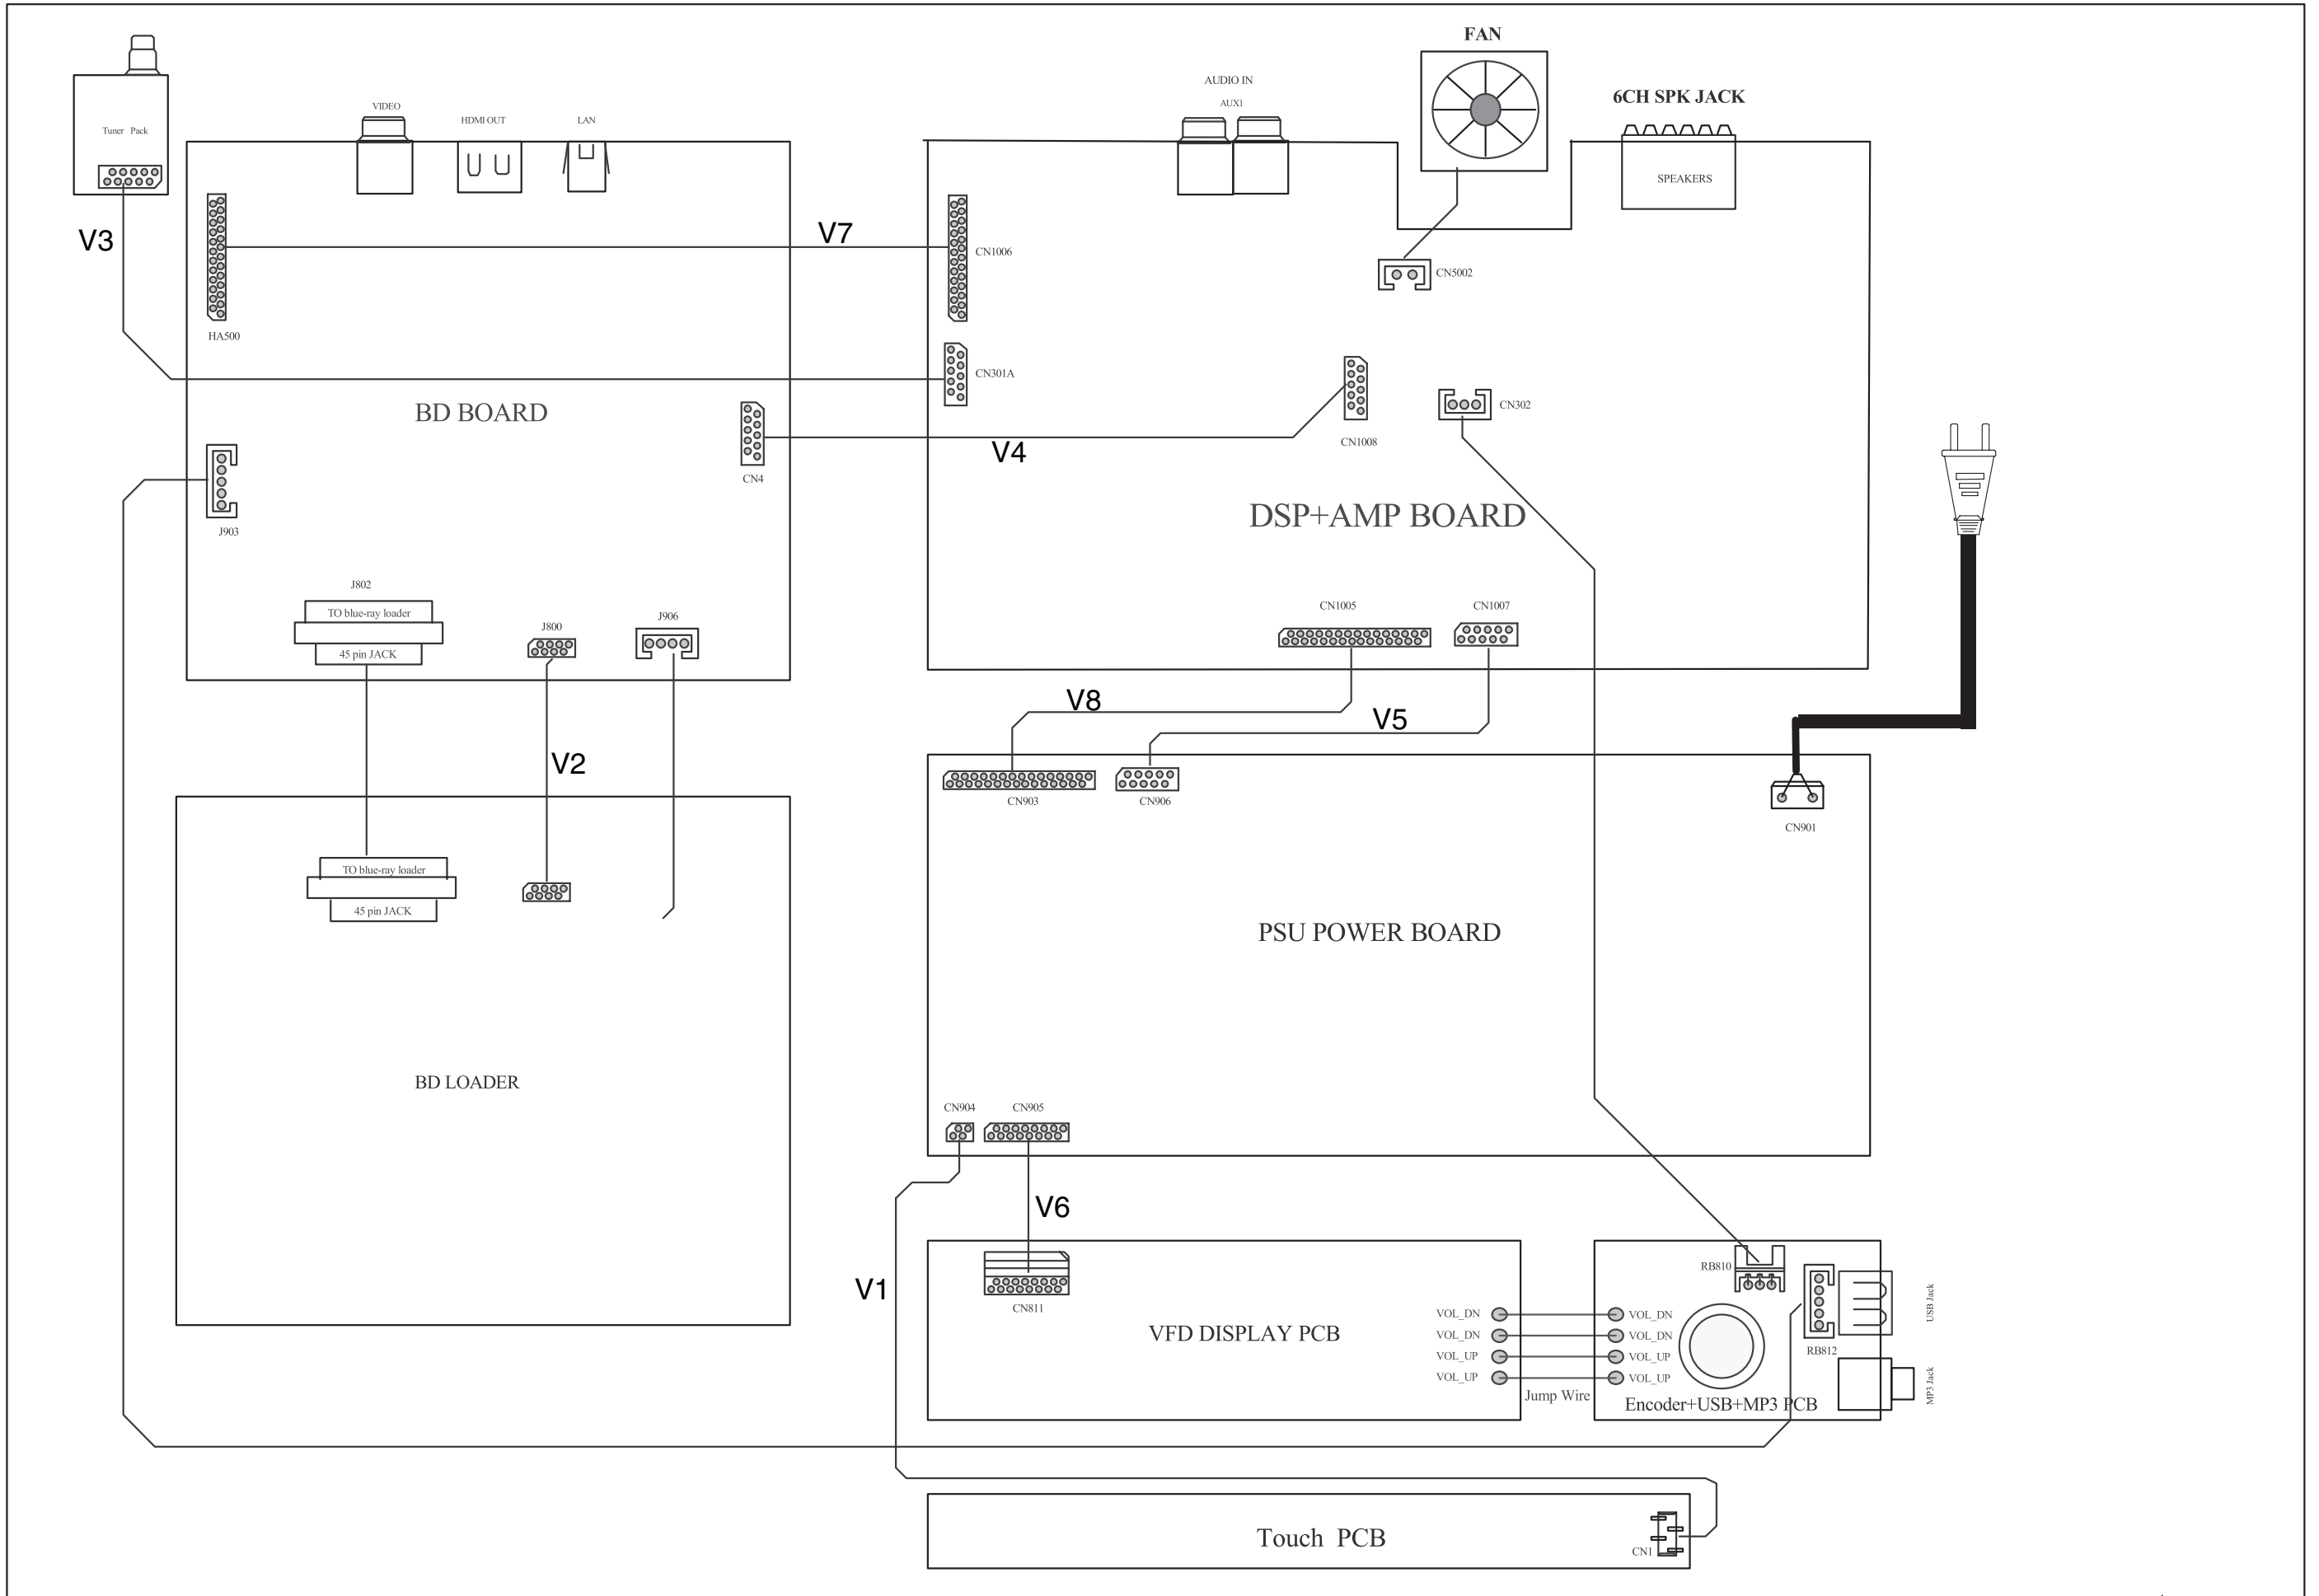 FAN
AUDIO IN
6CH SPK JACK
VIDEO
AUX1
HDMI OUT
LAN
Tuner Pack
SPEAKERS
V3
V7
CN1006
CN5002
HA500
CN301A
BD BOARD
CN302
CN1008
V4
CN4
DSP+AMP BOARD
J903
J802
TO blue-ray loader
45 pin JACK
J800
J906
CN1005
CN1007
V8
V5
V2
CN903
CN906
CN901
TO blue-ray loader
45 pin JACK
PSU POWER BOARD
BD LOADER
CN904
CN905
V6
V1
CN811
RB810
USB Jack
VFD DISPLAY PCB
VOL_DN
VOL_DN
VOL_UP
VOL_UP
VOL_DN
VOL_DN
VOL_UP
VOL_UP
RB812
MP3 Jack
Jump Wire
Encoder+USB+MP3 PCB
Touch PCB
CN1